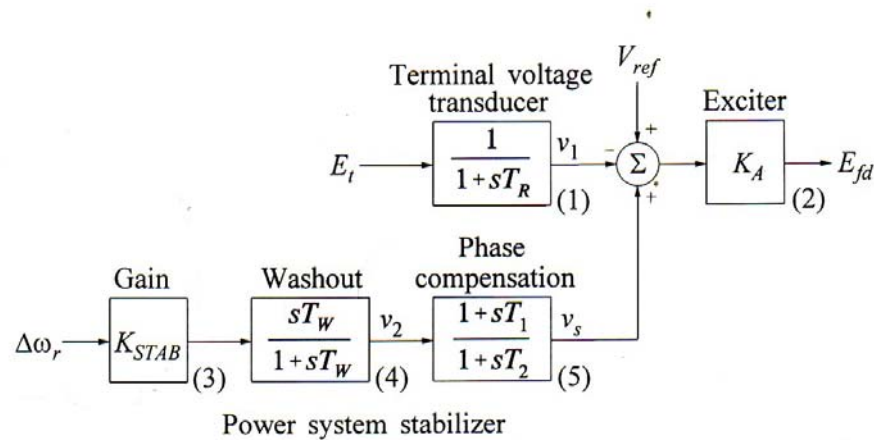 Terminal voltage
transducer
V_ref
Exciter
E_t
1
1+sT_R
v_1
(1)
−
+
Σ
+
K_A
(2)
E_fd
Phase
compensation
Gain
Washout
Δω_r
K_STAB
(3)
sT_W
1+sT_W
v_2
(4)
1+sT_1
1+sT_2
v_s
(5)
Power system stabilizer